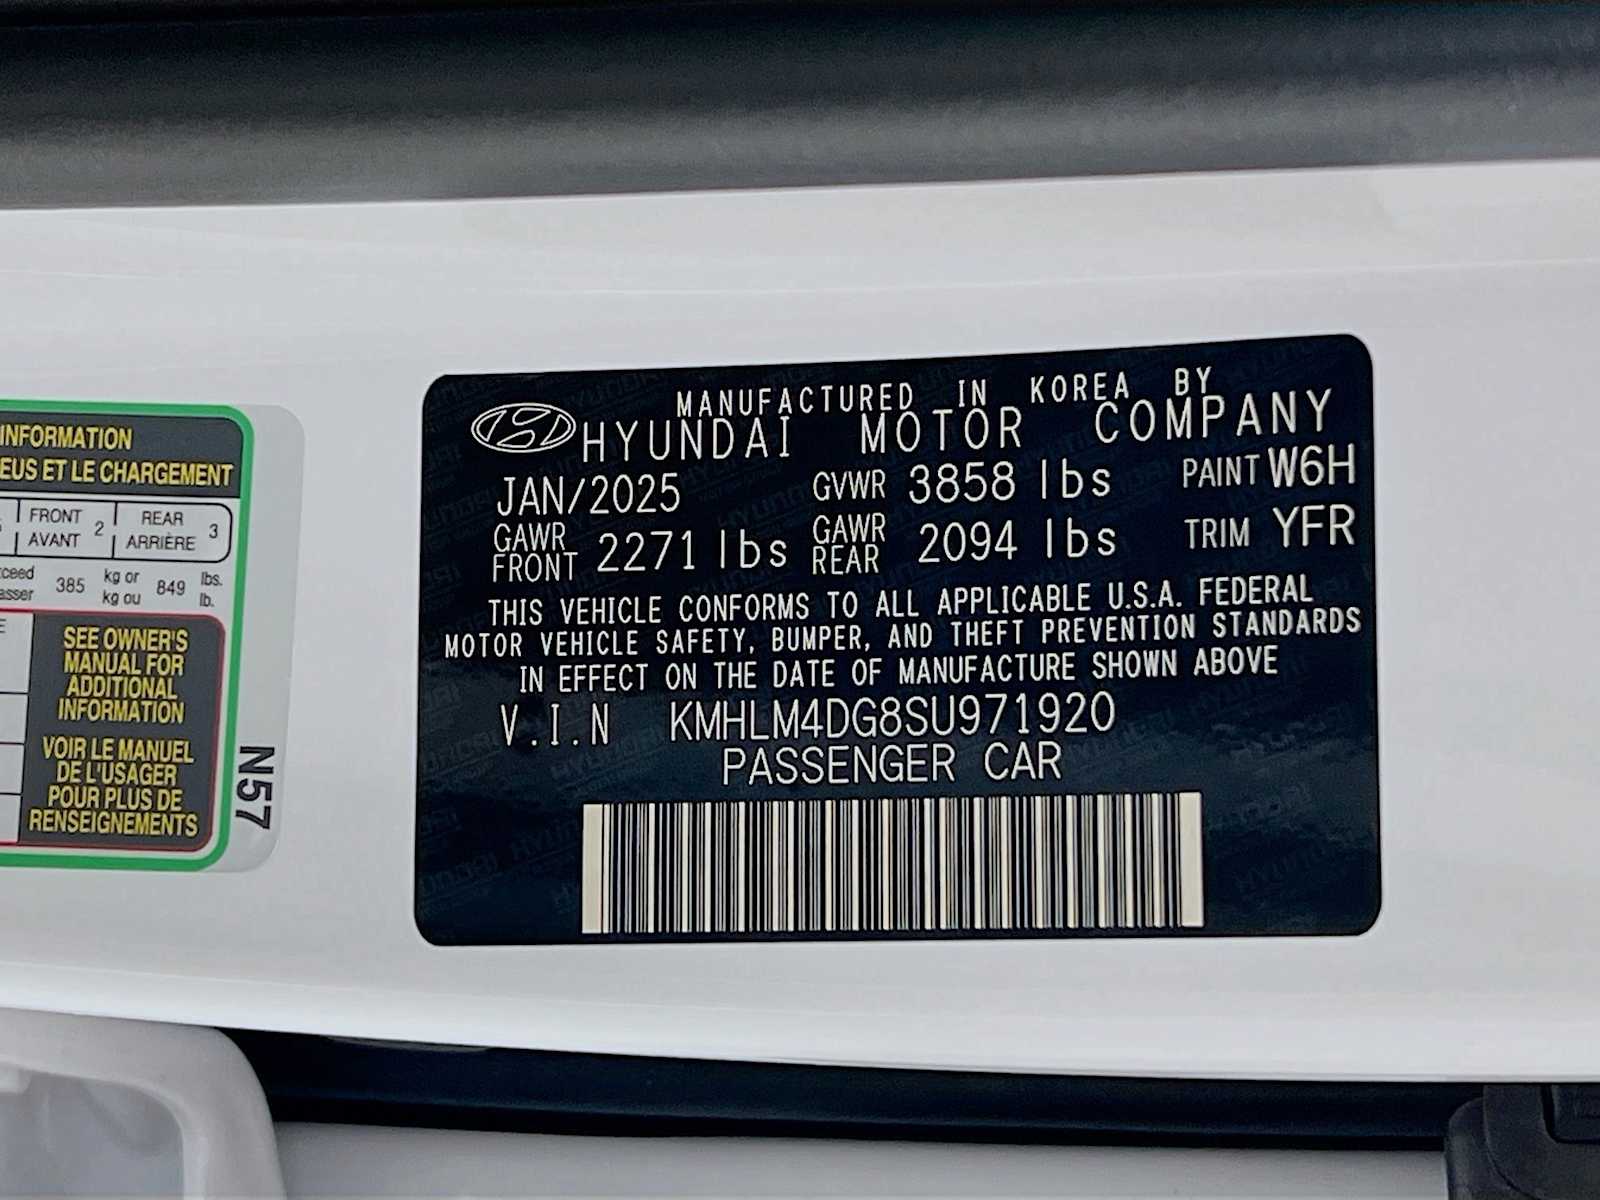 INFORMATION
EUS ET LE CHARGEMENT
FRONT
AVANT
2
REAR
ARRIÈRE
3
385
kg or
kg ou
849
lbs.
lb.
SEE OWNER'S
MANUAL FOR
ADDITIONAL
INFORMATION
VOIR LE MANUEL
DE L'USAGER
POUR PLUS DE
RENSEIGNEMENTS
N57
MANUFACTURED IN KOREA BY
HYUNDAI MOTOR COMPANY
JAN/2025 GVWR 3858 lbs PAINT W6H
GAWR FRONT 2271 lbs GAWR REAR 2094 lbs TRIM YFR
THIS VEHICLE CONFORMS TO ALL APPLICABLE U.S.A. FEDERAL
MOTOR VEHICLE SAFETY, BUMPER, AND THEFT PREVENTION STANDARDS
IN EFFECT ON THE DATE OF MANUFACTURE SHOWN ABOVE
V.I.N KMHLM4DG8SU971920
PASSENGER CAR